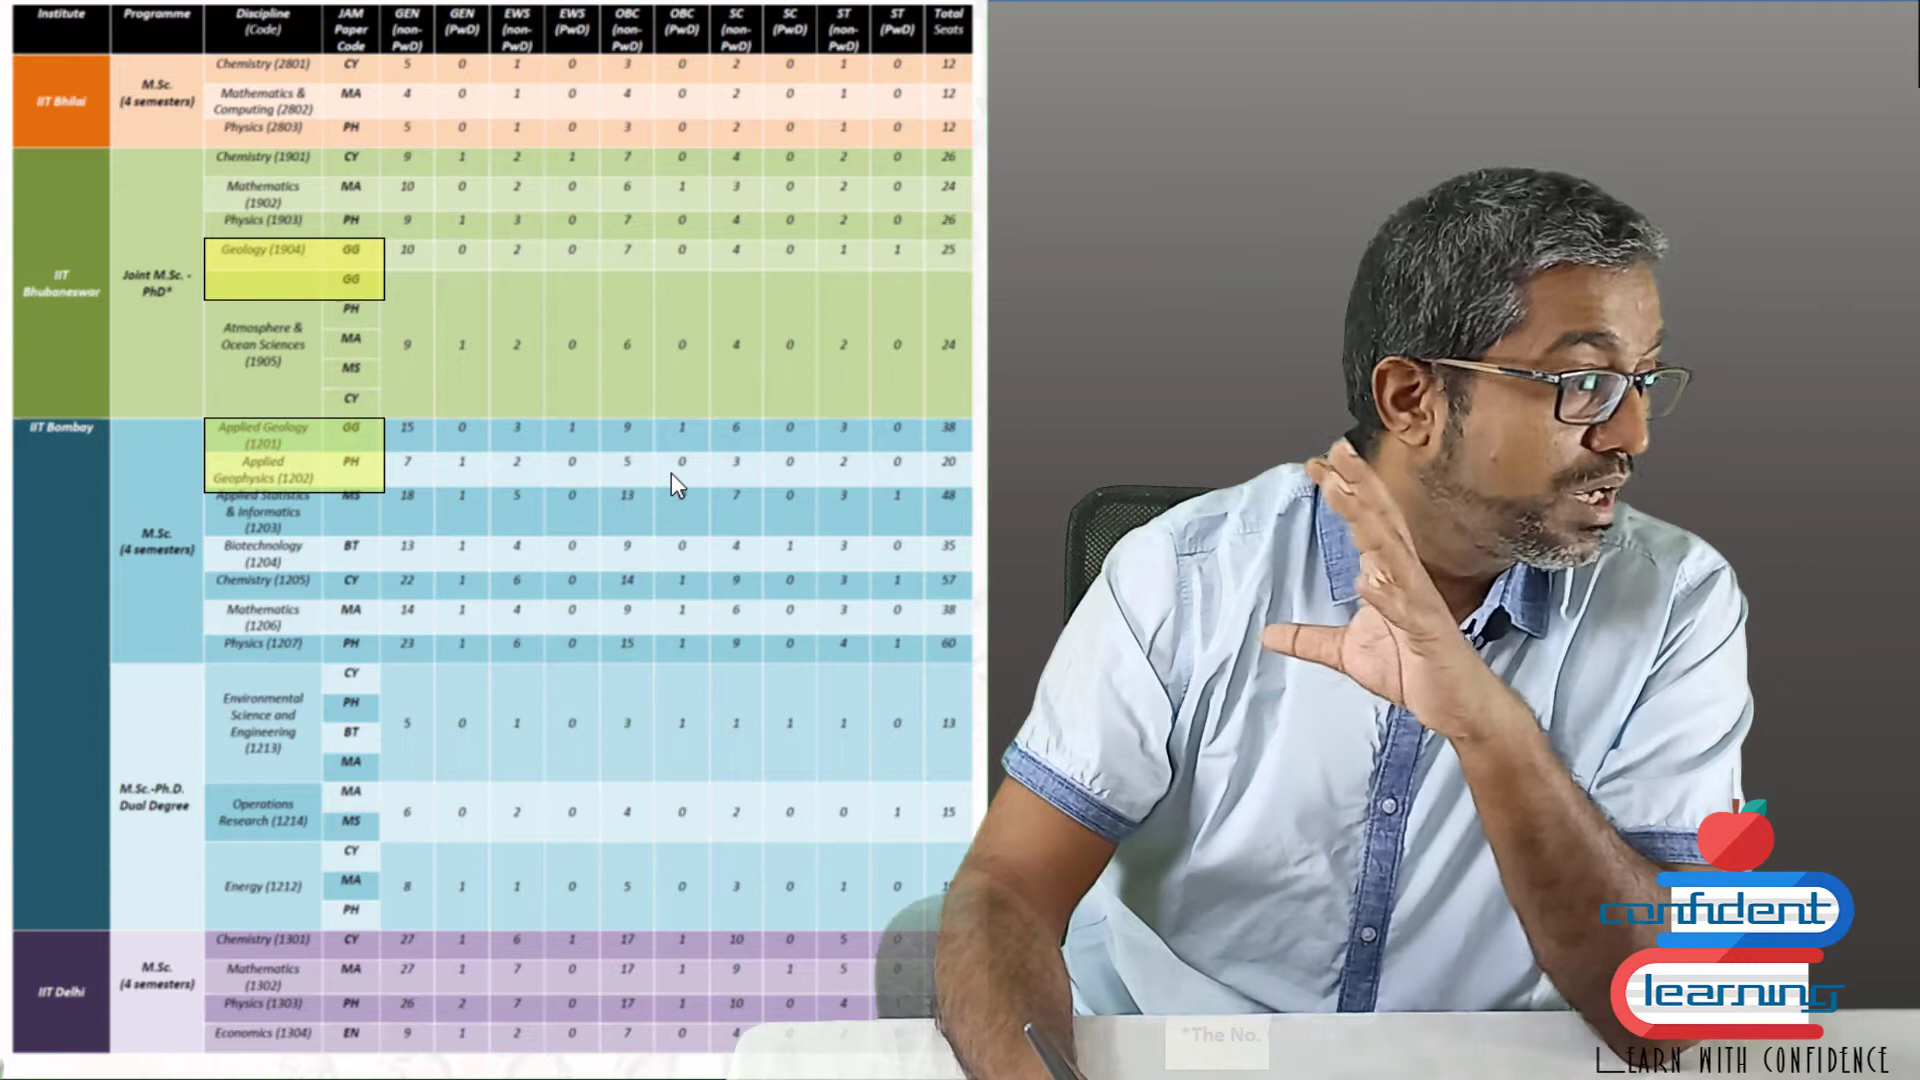 Institute Programme Discipline (Code) JAM Paper Code GEN (non-PwD) GEN (PwD) EWS (non-PwD) EWS (PwD) OBC (non-PwD) OBC (PwD) SC (non-PwD) SC (PwD) ST (non-PwD) ST (PwD) Total Seats
IIT Bhilai M.Sc. (4 semesters)
Chemistry (2801) CY 5 0 1 0 3 0 2 0 1 0 12
Mathematics & Computing (2802) MA 4 0 1 0 4 0 2 0 1 0 12
Physics (2803) PH 5 0 1 0 3 0 2 0 1 0 12
IIT Bhubaneswar Joint M.Sc. - PhD*
Chemistry (1901) CY 9 1 2 1 7 0 4 0 2 0 26
Mathematics (1902) MA 10 0 2 0 6 1 3 0 2 0 24
Physics (1903) PH 9 1 3 0 7 0 4 0 2 0 26
Geology (1904) GG 10 0 2 0 7 0 4 0 1 1 25
Atmosphere & Ocean Sciences (1905) GG PH MA MS CY 9 1 2 0 6 0 4 0 2 0 24
IIT Bombay M.Sc. (4 semesters)
Applied Geology (1201) GG 15 0 3 1 9 1 6 0 3 0 38
Applied Geophysics (1202) PH 7 1 2 0 5 0 3 0 2 0 20
Applied Statistics & Informatics (1203) MS 18 1 5 0 13 0 7 0 3 1 48
Biotechnology (1204) BT 13 1 4 0 9 0 4 1 3 0 35
Chemistry (1205) CY 22 1 6 0 14 1 9 0 3 1 57
Mathematics (1206) MA 14 1 4 0 9 1 6 0 3 0 38
Physics (1207) PH 23 1 6 0 15 1 9 0 4 1 60
M.Sc.-Ph.D. Dual Degree
Environmental Science and Engineering (1213) CY PH BT MA 5 0 1 0 3 1 1 1 1 0 13
Operations Research (1214) MA MS 6 0 2 0 4 0 2 0 0 1 15
Energy (1212) CY MA PH 8 1 1 0 5 0 3 0 1 0
IIT Delhi M.Sc. (4 semesters)
Chemistry (1301) CY 27 1 6 1 17 1 10 0 5
Mathematics (1302) MA 27 1 7 0 17 1 9 1 5
Physics (1303) PH 26 2 7 0 17 1 10 0 4
Economics (1304) EN 9 1 2 0 7 0 4
*The No.
confident
learning
LEARN WITH CONFIDENCE